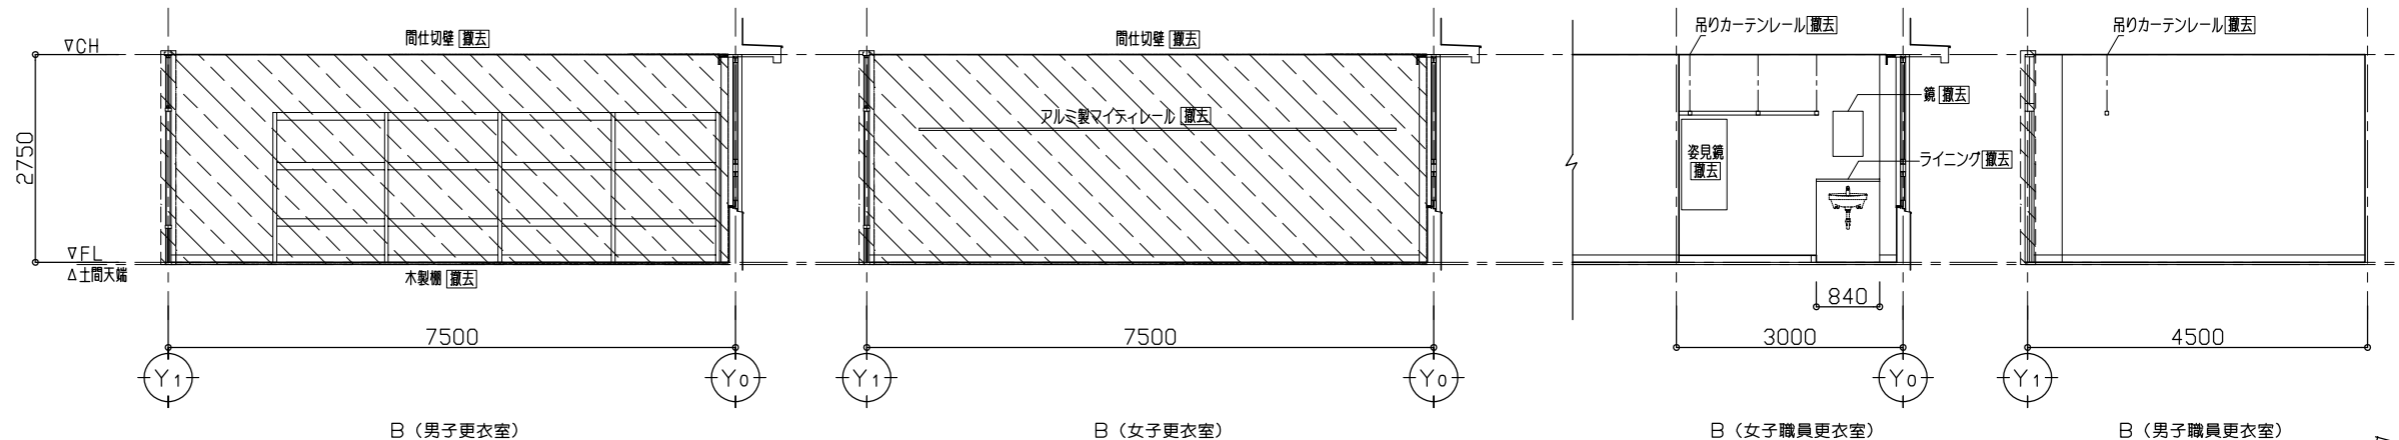 ▽CH
間仕切壁 撤去
間仕切壁 撤去
吊りカーテンレール 撤去
吊りカーテンレール 撤去
鏡 撤去
アルミ製マイティレール 撤去
2750
姿見鏡
撤去
ライニング 撤去
▽FL
△土間天端
木製棚 撤去
840
7500
7500
3000
4500
Y1
Y0
Y1
Y0
Y0
Y1
B（男子更衣室）
B（女子更衣室）
B（女子職員更衣室）
B（男子職員更衣室）